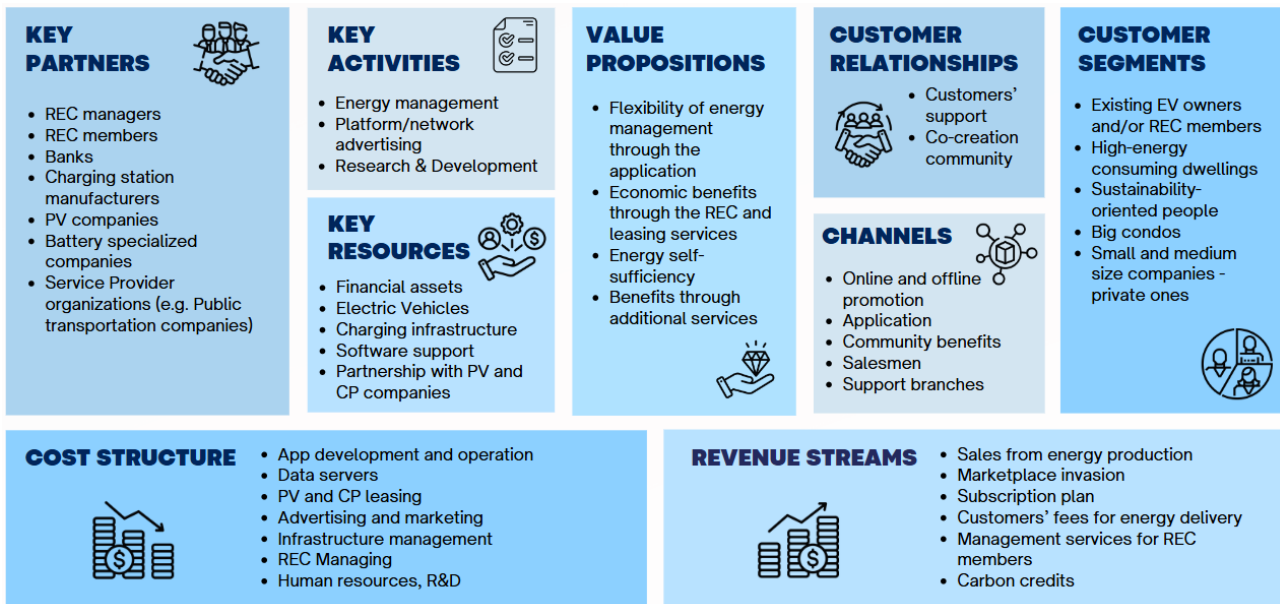 KEY
PARTNERS
• REC managers
• REC members
• Banks
• Charging station
manufacturers
• PV companies
• Battery specialized
companies
• Service Provider
organizations (e.g. Public
transportation companies)
KEY
ACTIVITIES
• Energy management
• Platform/network
advertising
• Research & Development
KEY
RESOURCES
$
• Financial assets
• Electric Vehicles
• Charging infrastructure
• Software support
• Partnership with PV and
CP companies
VALUE
PROPOSITIONS
• Flexibility of energy
management
through the
application
• Economic benefits
through the REC and
leasing services
• Energy self-
sufficiency
• Benefits through
additional services
CUSTOMER
RELATIONSHIPS
• Customers'
support
• Co-creation
community
CHANNELS
• Online and offline
promotion
• Application
• Community benefits
• Salesmen
• Support branches
CUSTOMER
SEGMENTS
• Existing EV owners
and/or REC members
• High-energy
consuming dwellings
• Sustainability-
oriented people
• Big condos
• Small and medium
size companies -
private ones
COST STRUCTURE
$
• App development and operation
• Data servers
• PV and CP leasing
• Advertising and marketing
• Infrastructure management
• REC Managing
• Human resources, R&D
REVENUE STREAMS
$
• Sales from energy production
• Marketplace invasion
• Subscription plan
• Customers' fees for energy delivery
• Management services for REC
members
• Carbon credits